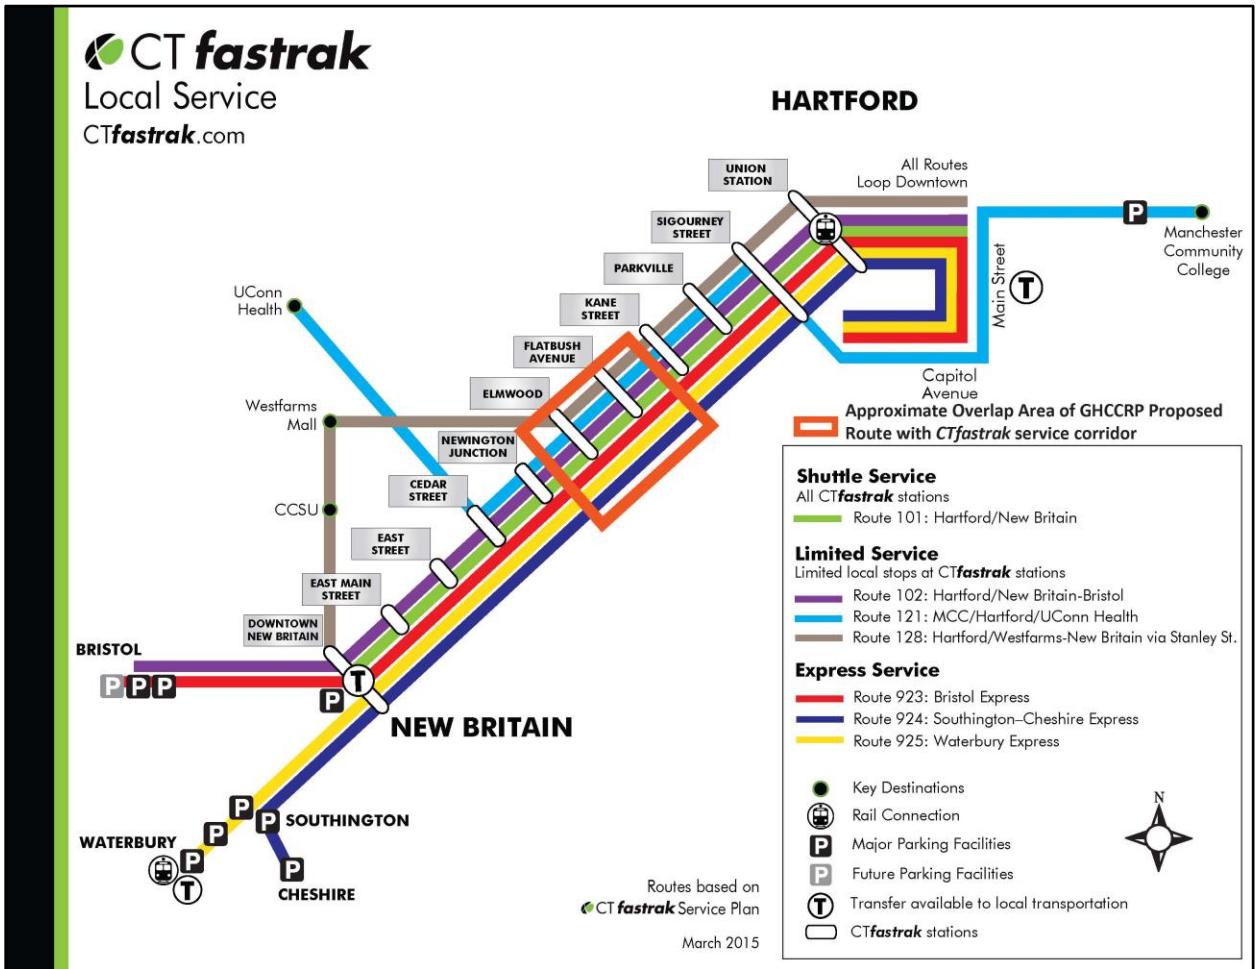 CT fastrak
Local Service
CTfastrak.com
HARTFORD
UNION
STATION
All Routes
Loop Downtown
SIGOURNEY
STREET
P
Manchester
Community
College
PARKVILLE
Main Street
T
UConn
Health
KANE
STREET
FLATBUSH
AVENUE
ELMWOOD
Capitol
Avenue
Westfarms
Mall
Approximate Overlap Area of GHCCRP Proposed
Route with CTfastrak service corridor
NEWINGTON
JUNCTION
CEDAR
STREET
CCSU
EAST
STREET
EAST MAIN
STREET
DOWNTOWN
NEW BRITAIN
BRISTOL
P P P
T
P
NEW BRITAIN
P
P
P
SOUTHINGTON
WATERBURY
P
T
P
CHESHIRE
Shuttle Service
All CTfastrak stations
Route 101: Hartford/New Britain
Limited Service
Limited local stops at CTfastrak stations
Route 102: Hartford/New Britain-Bristol
Route 121: MCC/Hartford/UConn Health
Route 128: Hartford/Westfarms-New Britain via Stanley St.
Express Service
Route 923: Bristol Express
Route 924: Southington–Cheshire Express
Route 925: Waterbury Express
Key Destinations
Rail Connection
P Major Parking Facilities
P Future Parking Facilities
T Transfer available to local transportation
CTfastrak stations
N
Routes based on
CT fastrak Service Plan
March 2015